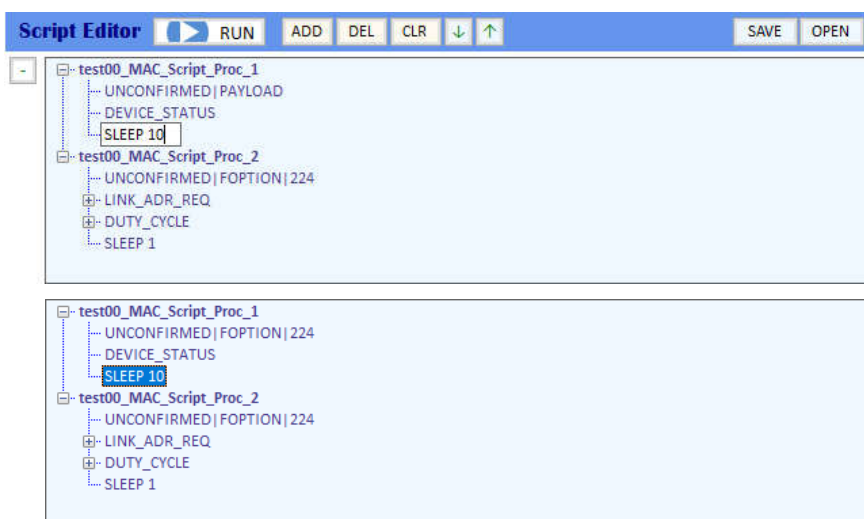 Script Editor RUN ADD DEL CLR ↓ ↑ SAVE OPEN
-
test00_MAC_Script_Proc_1
UNCONFIRMED|PAYLOAD
DEVICE_STATUS
SLEEP 10
test00_MAC_Script_Proc_2
UNCONFIRMED|FOPTION|224
LINK_ADR_REQ
DUTY_CYCLE
SLEEP 1
test00_MAC_Script_Proc_1
UNCONFIRMED|FOPTION|224
DEVICE_STATUS
SLEEP 10
test00_MAC_Script_Proc_2
UNCONFIRMED|FOPTION|224
LINK_ADR_REQ
DUTY_CYCLE
SLEEP 1